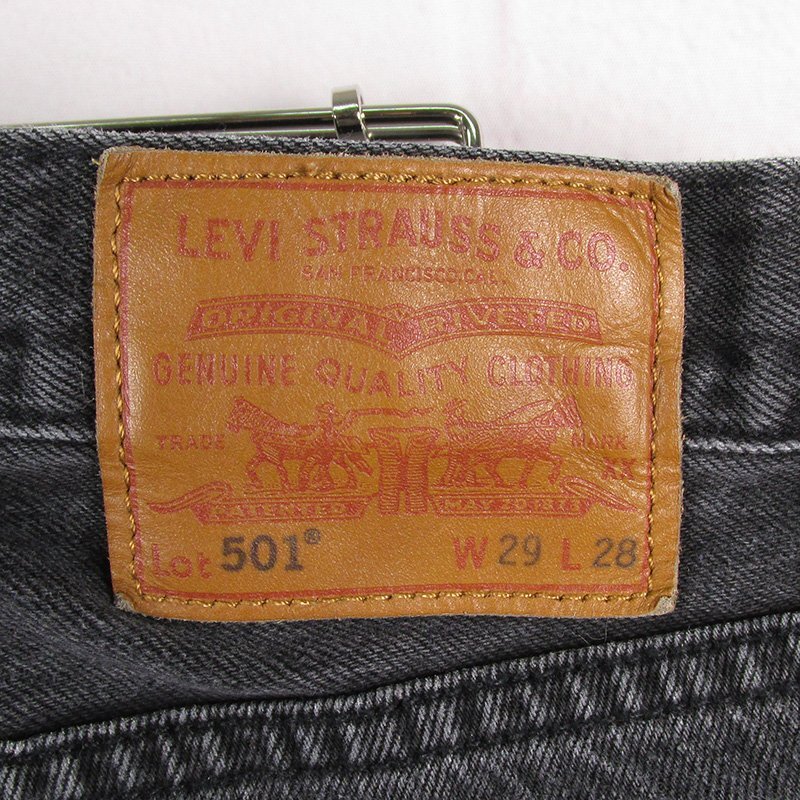 LEVI STRAUSS & CO.
SAN FRANCISCO, CAL.
ORIGINAL RIVETED
GENUINE QUALITY CLOTHING
TRADE MARK
XX
PATENTED MAY 20 1873
Lot 501® W 29 L 28